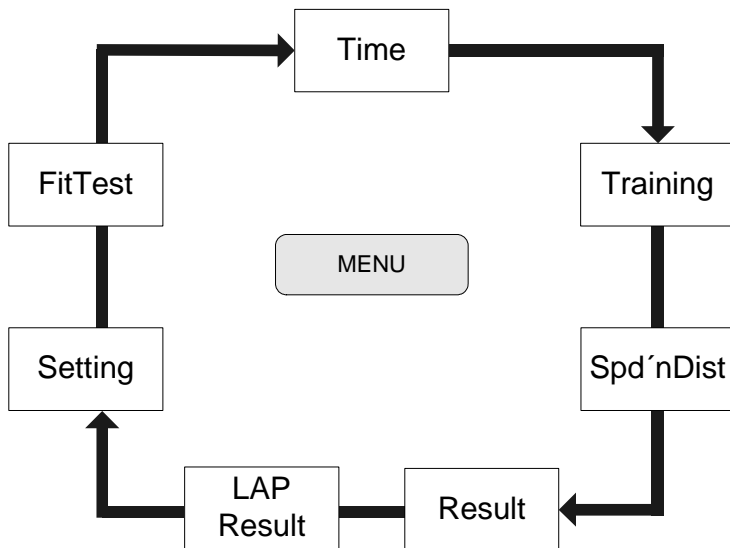 Time
FitTest
Training
MENU
Setting
Spd´nDist
LAP
Result
Result